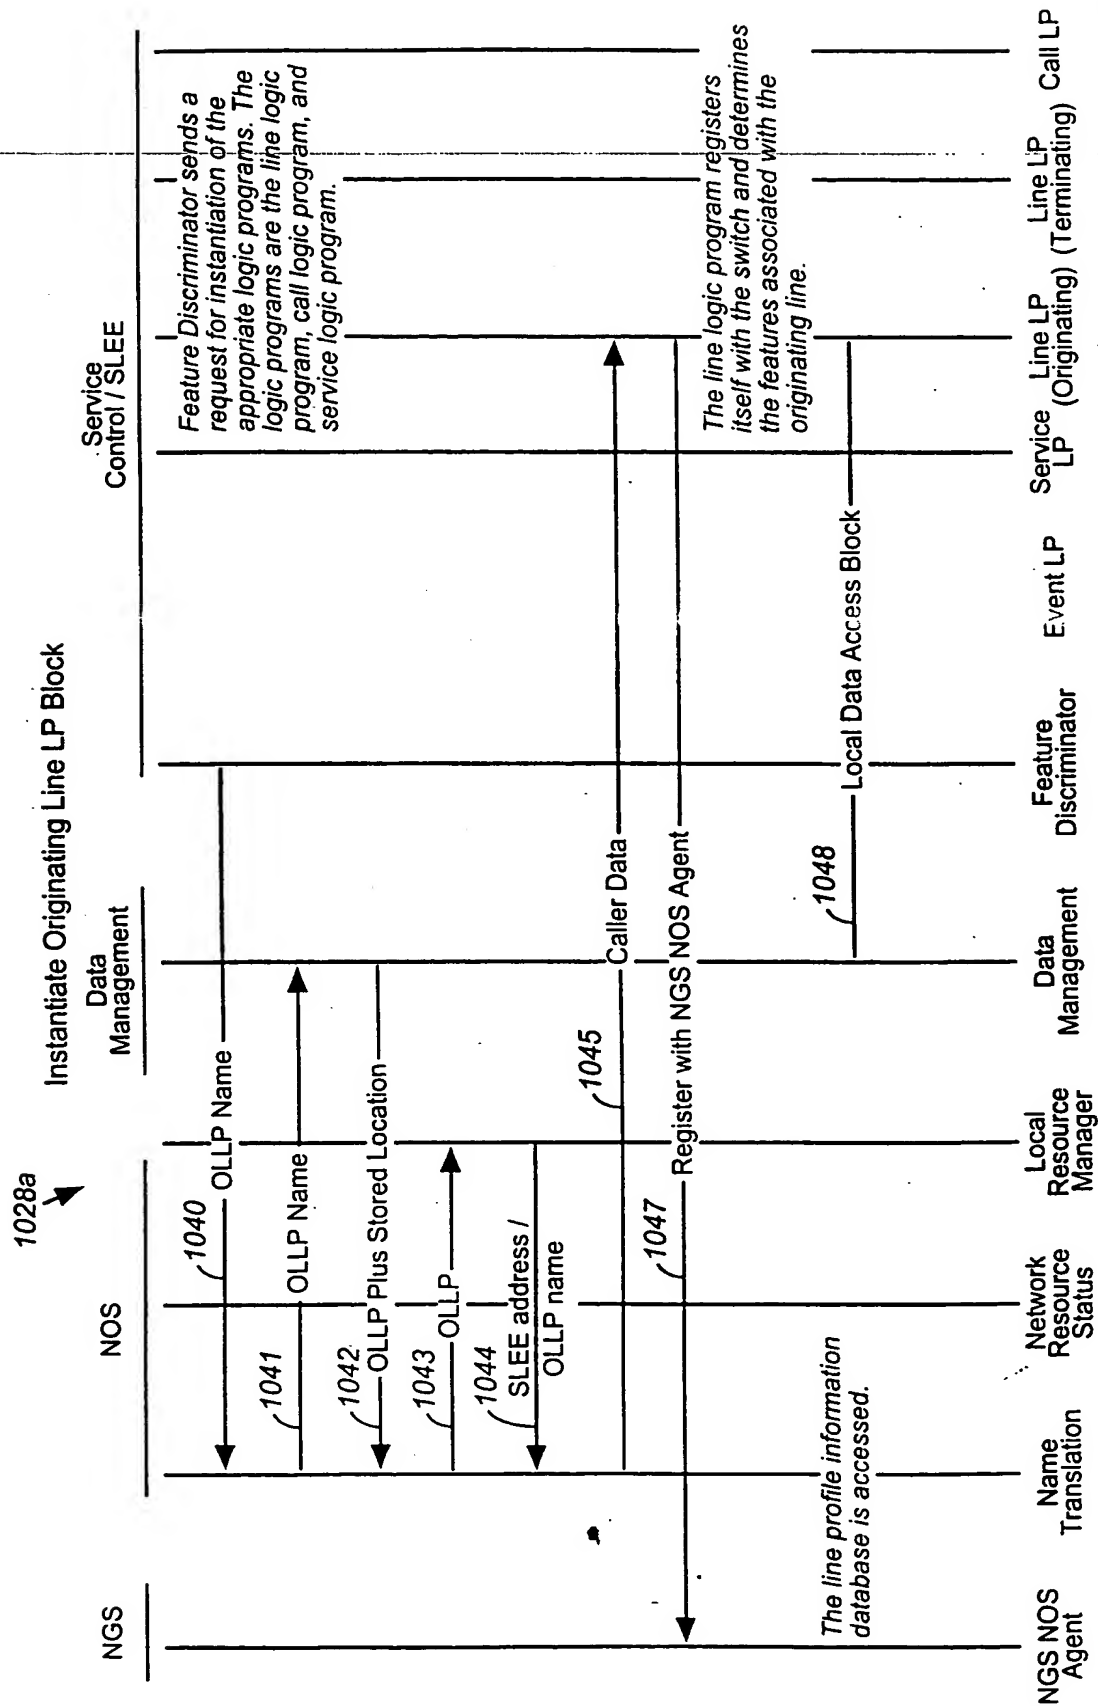 1028a
Instantiate Originating Line LP Block
NGS
NOS
Data
Management
Service
Control / SLEE
1040
OLLP Name
Feature Discriminator sends a
request for instantiation of the
appropriate logic programs. The
logic programs are the line logic
program, call logic program, and
service logic program.
1041
OLLP Name
1042
OLLP Plus Stored Location
1043
OLLP
1044
SLEE address /
OLLP name
1045
Caller Data
1047
Register with NGS NOS Agent
The line logic program registers
itself with the switch and determines
the features associated with the
originating line.
The line profile information
database is accessed.
1048
Local Data Access Block
NGS NOS
Agent
Name
Translation
Network
Resource
Status
Local
Resource
Manager
Data
Management
Feature
Discriminator
Event LP
Service
LP
Line LP
(Originating)
Line LP
(Terminating)
Call LP